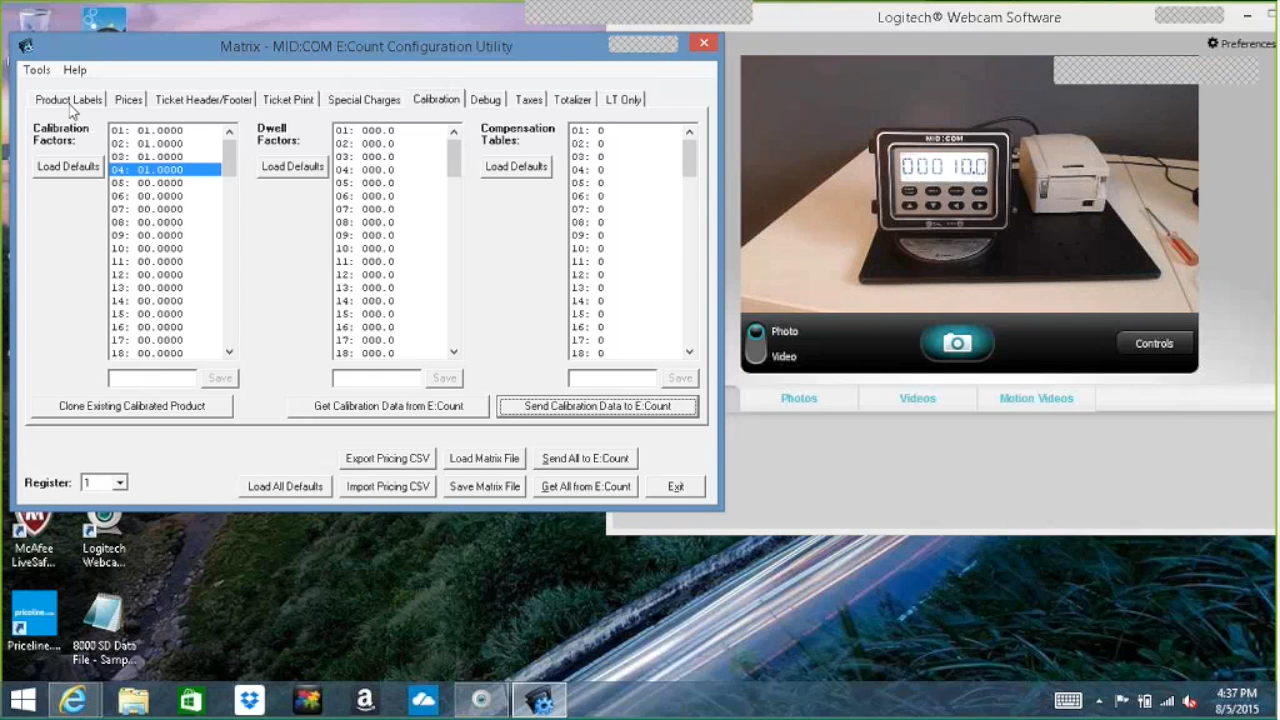 Logitech® Webcam Software
Matrix - MID:COM E:Count Configuration Utility
Preferences
Tools Help
Product Labels Prices Ticket Header/Footer Ticket Print Special Charges Calibration Debug Taxes Totalizer LT Only
Calibration Factors:
Load Defaults
01: 01.0000
02: 01.0000
03: 01.0000
04: 01.0000
05: 00.0000
06: 00.0000
07: 00.0000
08: 00.0000
09: 00.0000
10: 00.0000
11: 00.0000
12: 00.0000
13: 00.0000
14: 00.0000
15: 00.0000
16: 00.0000
17: 00.0000
18: 00.0000
Save
Dwell Factors:
Load Defaults
01: 000.0
02: 000.0
03: 000.0
04: 000.0
05: 000.0
06: 000.0
07: 000.0
08: 000.0
09: 000.0
10: 000.0
11: 000.0
12: 000.0
13: 000.0
14: 000.0
15: 000.0
16: 000.0
17: 000.0
18: 000.0
Save
Compensation Tables:
Load Defaults
01: 0
02: 0
03: 0
04: 0
05: 0
06: 0
07: 0
08: 0
09: 0
10: 0
11: 0
12: 0
13: 0
14: 0
15: 0
16: 0
17: 0
18: 0
Save
Clone Existing Calibrated Product Get Calibration Data from E:Count Send Calibration Data to E:Count
Export Pricing CSV Load Matrix File Send All to E:Count
Register: 1 Load All Defaults Import Pricing CSV Save Matrix File Get All from E:Count Exit
MID:COM
00010.0
Photo
Video
Controls
Photos Videos Motion Videos
McAfee LiveSaf...
Logitech Webca...
priceline.com
Priceline....
8000 SD Data File - Samp...
4:37 PM
8/5/2015